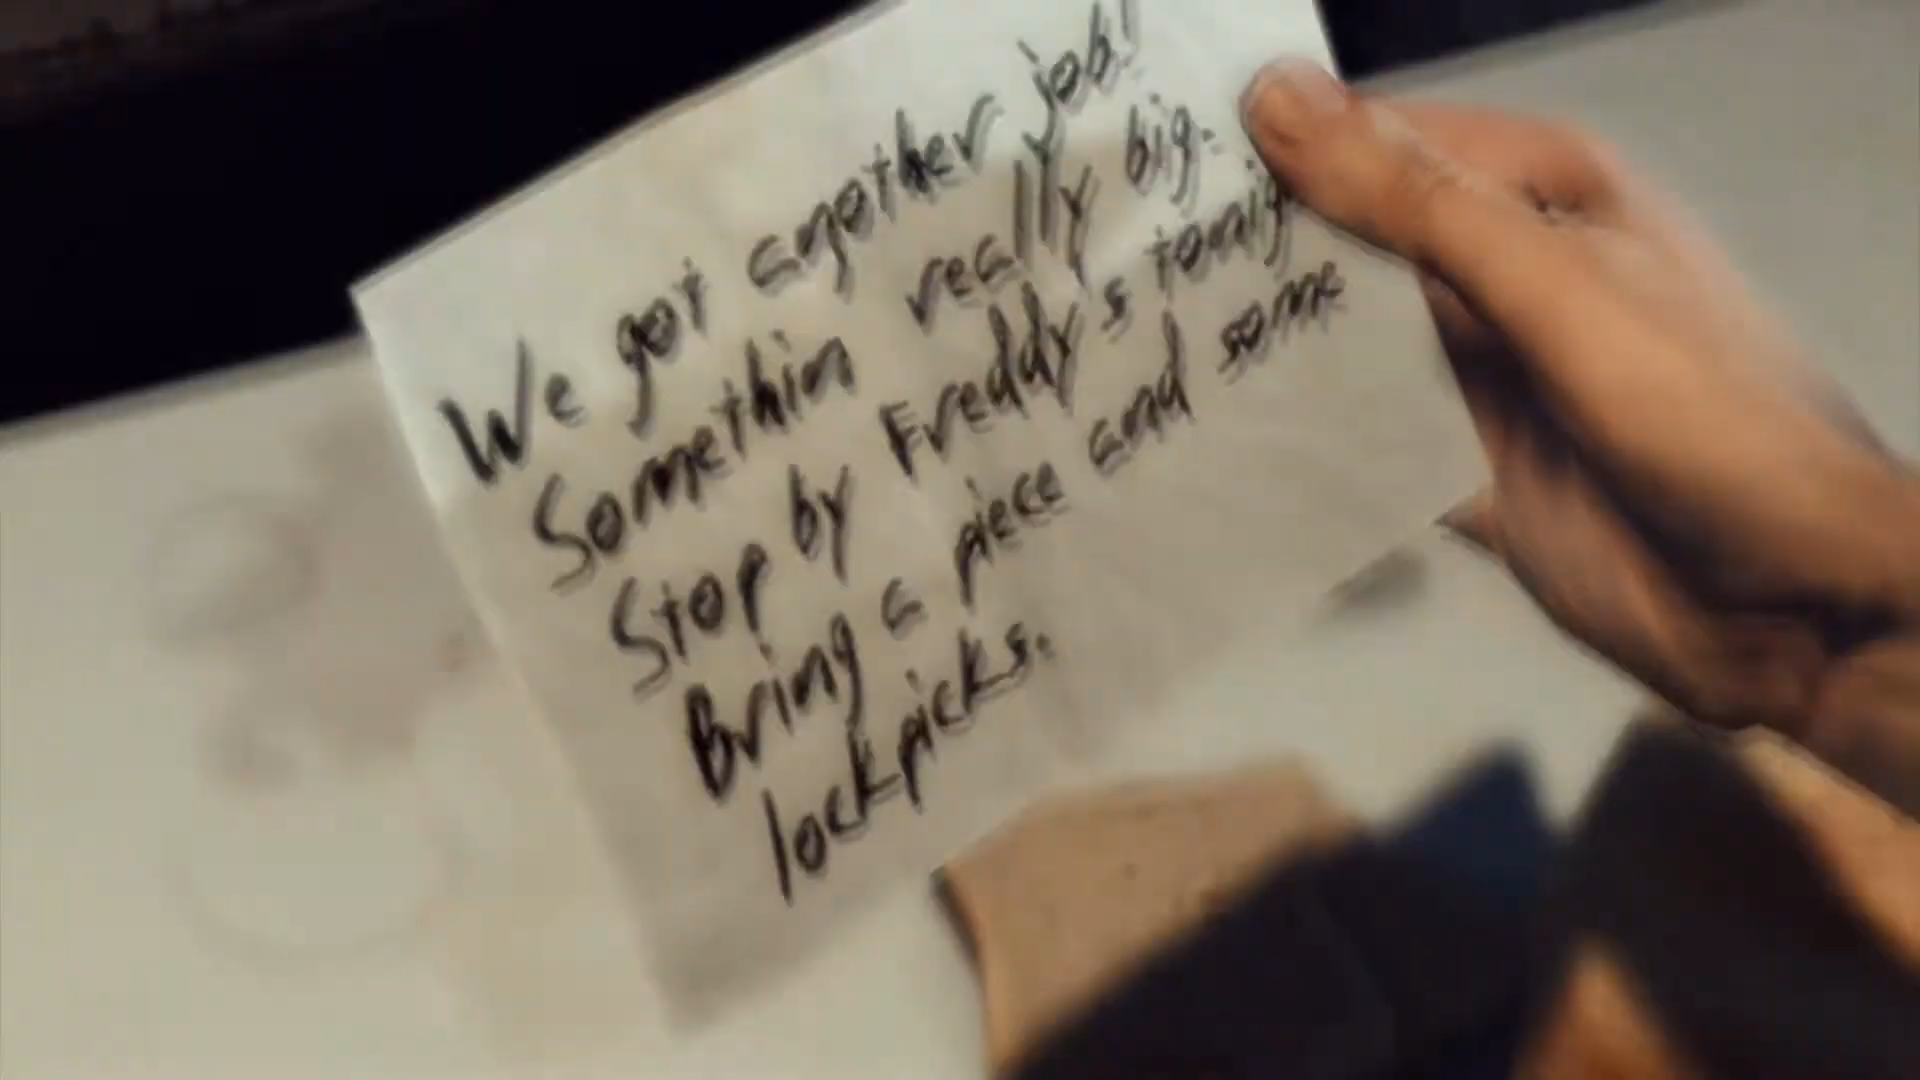 We got another job!
Somethin really big.
Stop by Freddy's
Bring a piece and some
lockpicks.